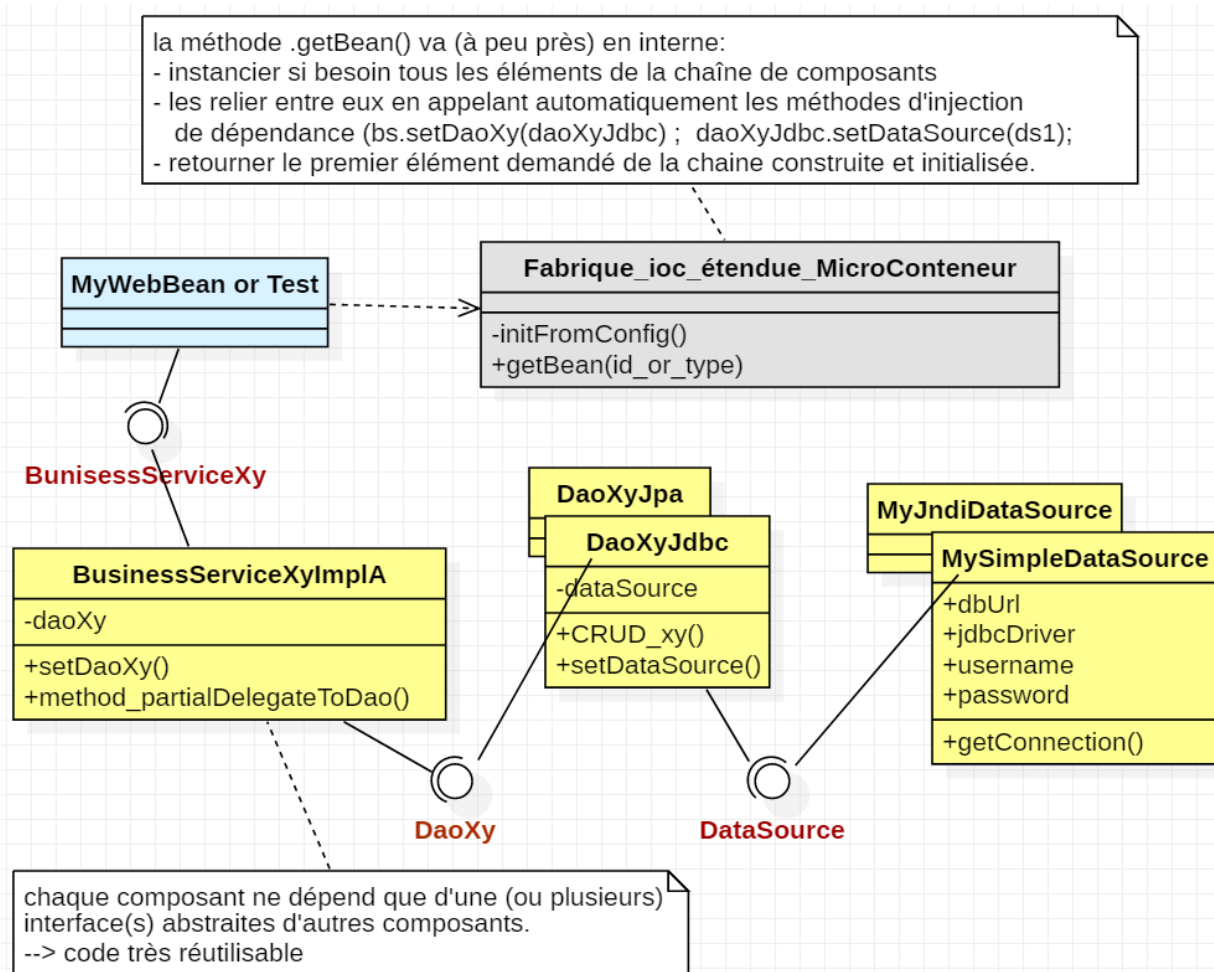 la méthode .getBean() va (à peu près) en interne:
- instancier si besoin tous les éléments de la chaîne de composants
- les relier entre eux en appelant automatiquement les méthodes d'injection
de dépendance (bs.setDaoXy(daoXyJdbc) ;  daoXyJdbc.setDataSource(ds1);
- retourner le premier élément demandé de la chaine construite et initialisée.
MyWebBean or Test
Fabrique_ioc_étendue_MicroConteneur
-initFromConfig()
+getBean(id_or_type)
BunisessServiceXy
BusinessServiceXyImplA
-daoXy
+setDaoXy()
+method_partialDelegateToDao()
DaoXyJpa
DaoXyJdbc
-dataSource
+CRUD_xy()
+setDataSource()
MyJndiDataSource
MySimpleDataSource
+dbUrl
+jdbcDriver
+username
+password
+getConnection()
DaoXy
DataSource
chaque composant ne dépend que d'une (ou plusieurs)
interface(s) abstraites d'autres composants.
--> code très réutilisable